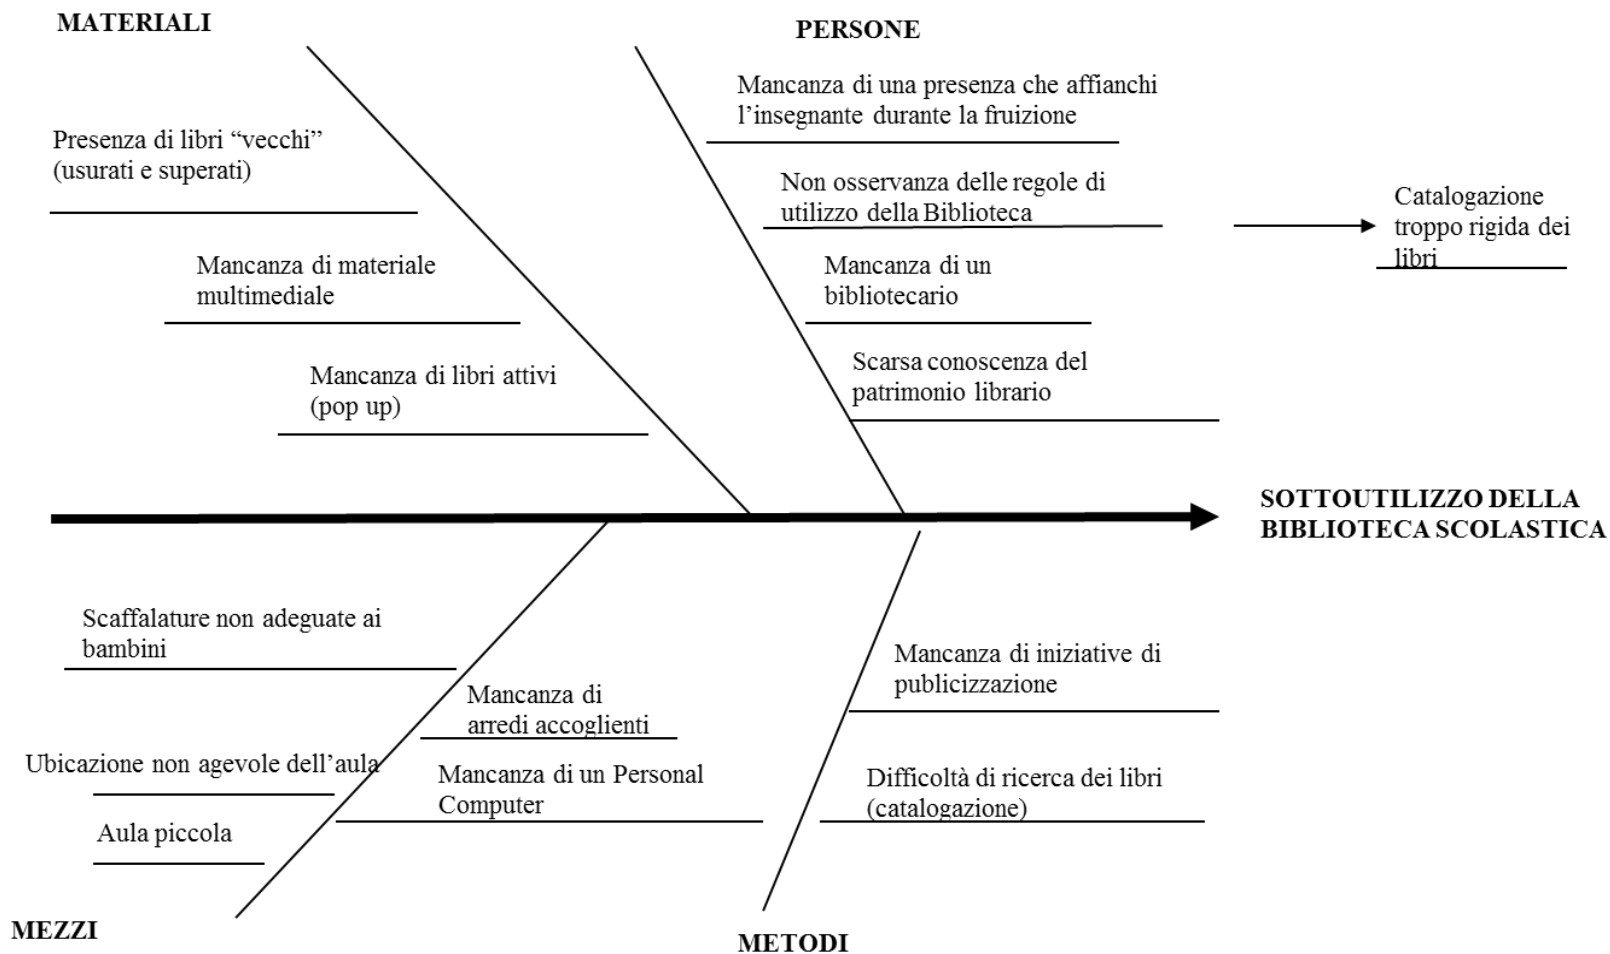 MATERIALI
PERSONE
Mancanza di una presenza che affianchi
l’insegnante durante la fruizione
Presenza di libri “vecchi”
(usurati e superati)
Non osservanza delle regole di
utilizzo della Biblioteca
Catalogazione
troppo rigida dei
libri
Mancanza di materiale
multimediale
Mancanza di un
bibliotecario
Mancanza di libri attivi
(pop up)
Scarsa conoscenza del
patrimonio librario
SOTTOUTILIZZO DELLA
BIBLIOTECA SCOLASTICA
Scaffalature non adeguate ai
bambini
Mancanza di
arredi accoglienti
Mancanza di iniziative di
publicizzazione
Ubicazione non agevole dell’aula
Mancanza di un Personal
Computer
Difficoltà di ricerca dei libri
(catalogazione)
Aula piccola
MEZZI
METODI